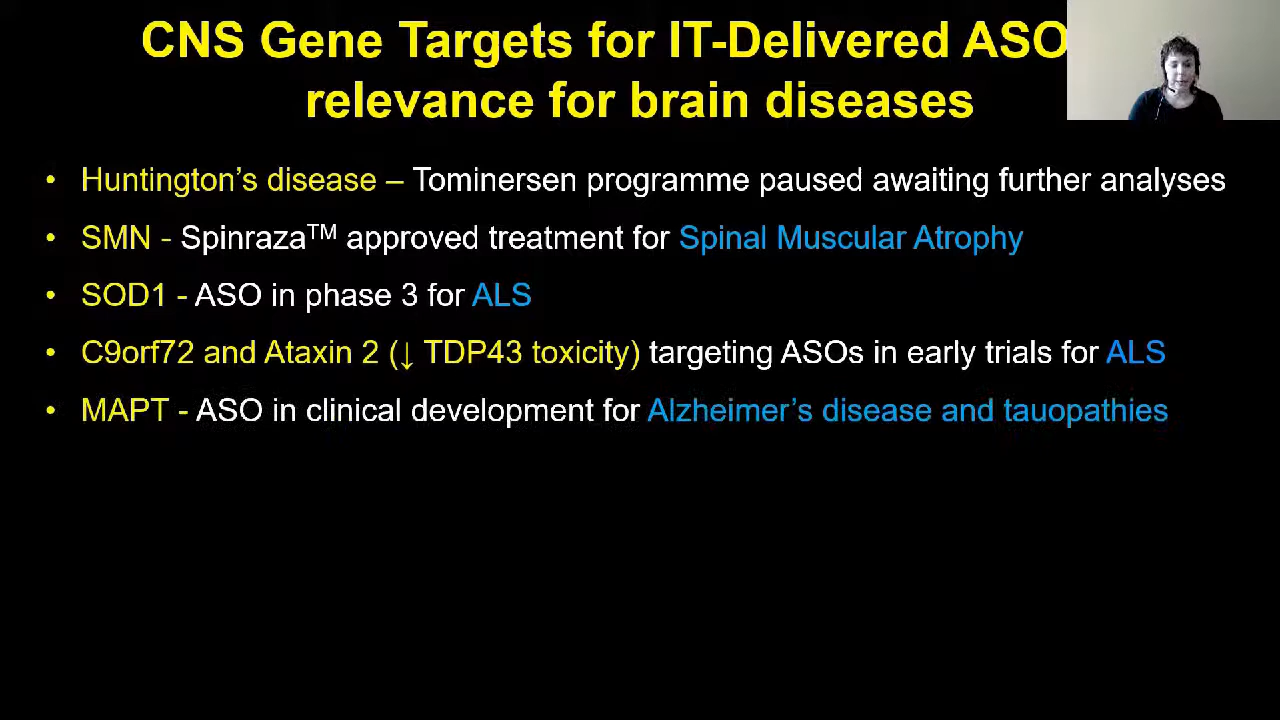 CNS Gene Targets for IT-Delivered ASO
relevance for brain diseases
• Huntington’s disease – Tominersen programme paused awaiting further analyses
• SMN - Spinraza™ approved treatment for Spinal Muscular Atrophy
• SOD1 - ASO in phase 3 for ALS
• C9orf72 and Ataxin 2 (↓ TDP43 toxicity) targeting ASOs in early trials for ALS
• MAPT - ASO in clinical development for Alzheimer’s disease and tauopathies